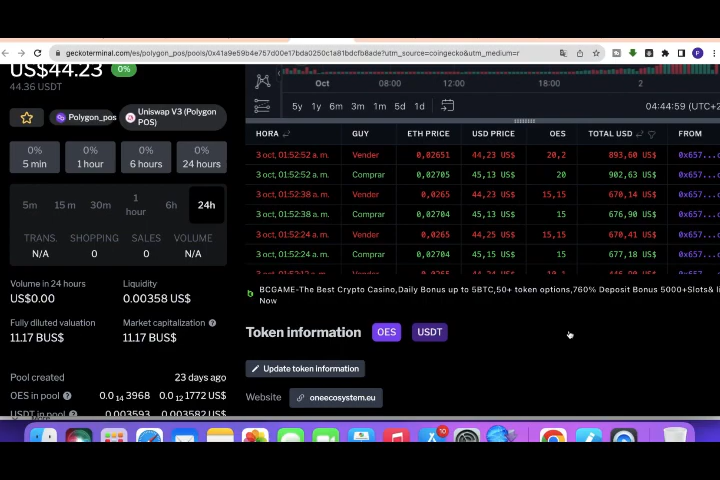 geckoterminal.com/es/polygon_pos/pools/0x41a9e59b4e757d00e17bda0250c1a81bdcfb8ade?utm_source=coingecko&utm_medium=r
US$44.23 0%
44.36 USDT
Polygon_pos
Uniswap V3 (Polygon POS)
0% 0% 0% 0%
5 min 1 hour 6 hours 24 hours
5m 15 m 30m 1 hour 6h 24h
TRANS. SHOPPING SALES VOLUME
N/A 0 0 N/A
Volume in 24 hours Liquidity
US$0.00 0.00358 US$
Fully diluted valuation Market capitalization
11.17 BUS$ 11.17 BUS$
Pool created 23 days ago
OES in pool 0.0 14 3968 0.0 12 1772 US$
USDT in pool 0.003593 0.003582 US$
Oct 08:00 12:00 18:00 2
5y 1y 6m 3m 1m 5d 1d 04:44:59 (UTC+2
HORA GUY ETH PRICE USD PRICE OES TOTAL USD FROM
3 oct, 01:52:52 a. m. Vender 0,02651 44,23 US$ 20,2 893,60 US$ 0x657...c
3 oct, 01:52:52 a. m. Comprar 0,02705 45,13 US$ 20 902,63 US$ 0x657...c
3 oct, 01:52:38 a. m. Vender 0,0265 44,23 US$ 15,15 670,14 US$ 0x657...c
3 oct, 01:52:38 a. m. Comprar 0,02704 45,13 US$ 15 676,90 US$ 0x657...c
3 oct, 01:52:24 a. m. Vender 0,0265 44,25 US$ 15,15 670,41 US$ 0x657...c
3 oct, 01:52:24 a. m. Comprar 0,02704 45,14 US$ 15 677,18 US$ 0x657...c
BCGAME-The Best Crypto Casino,Daily Bonus up to 5BTC,50+ token options,760% Deposit Bonus 5000+Slots& li
Now
Token information OES USDT
Update token information
Website oneecosystem.eu
10